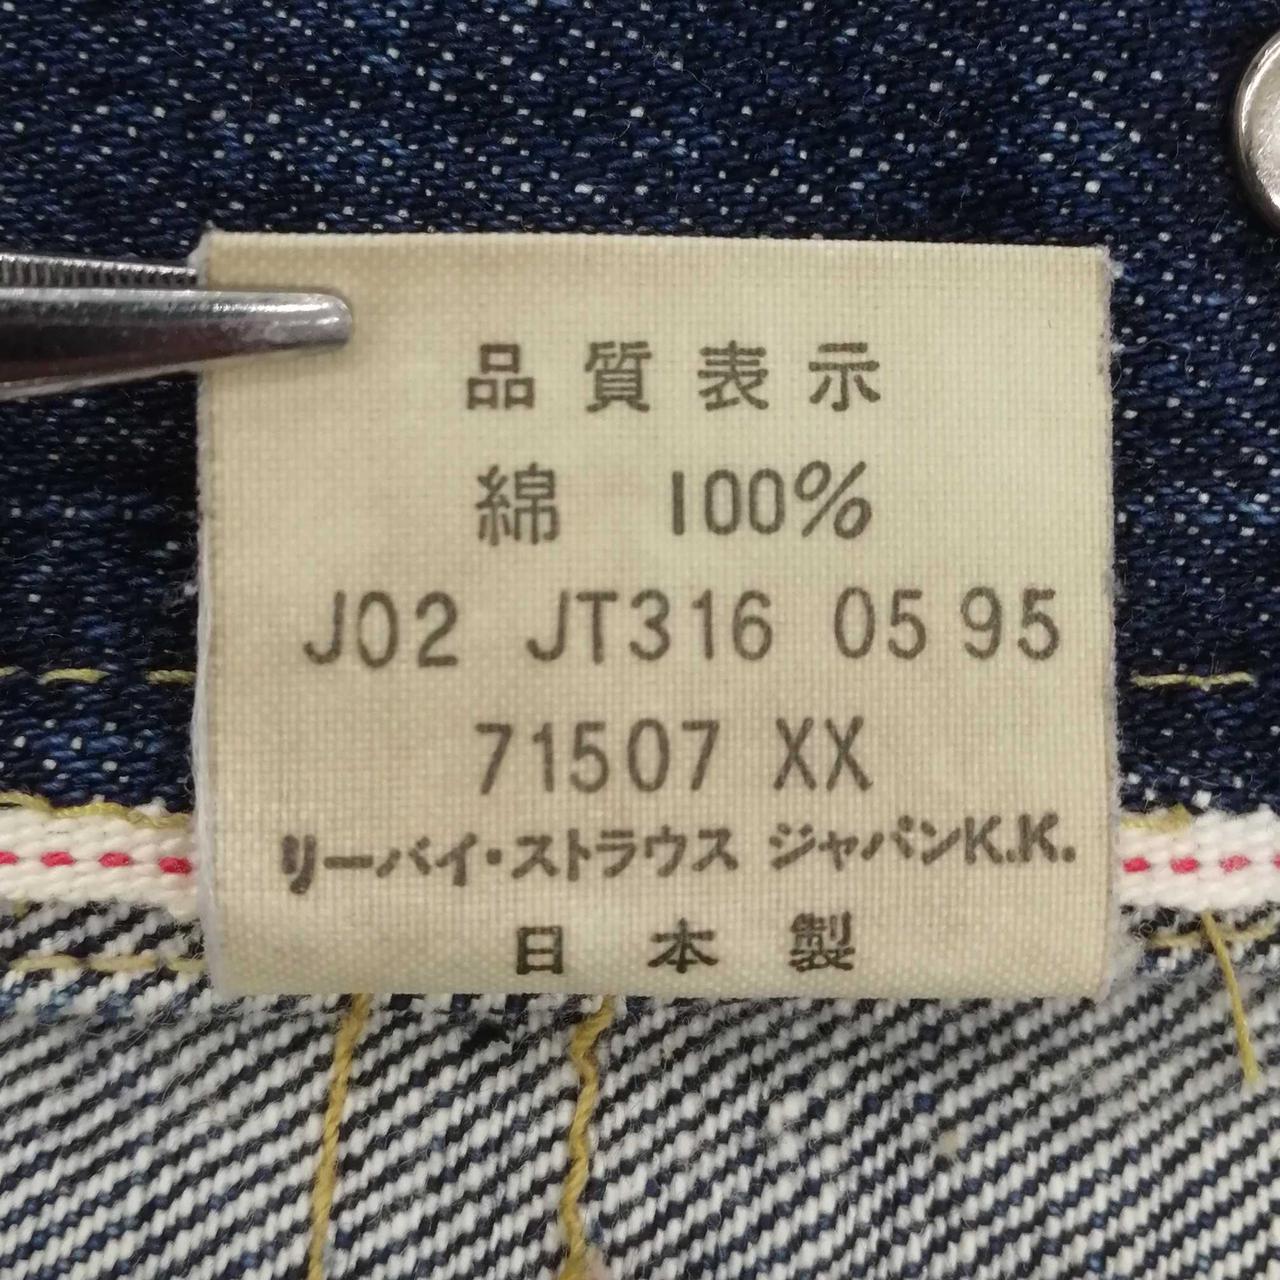 品質表示
綿 100%
J02 JT316 05 95
71507 XX
リーバイ・ストラウス ジャパンK.K.
日本製